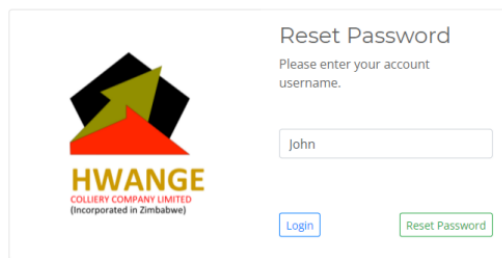 Reset Password
Please enter your account
username.
John
HWANGE
COLLIERY COMPANY LIMITED
(Incorporated in Zimbabwe)
Login
Reset Password